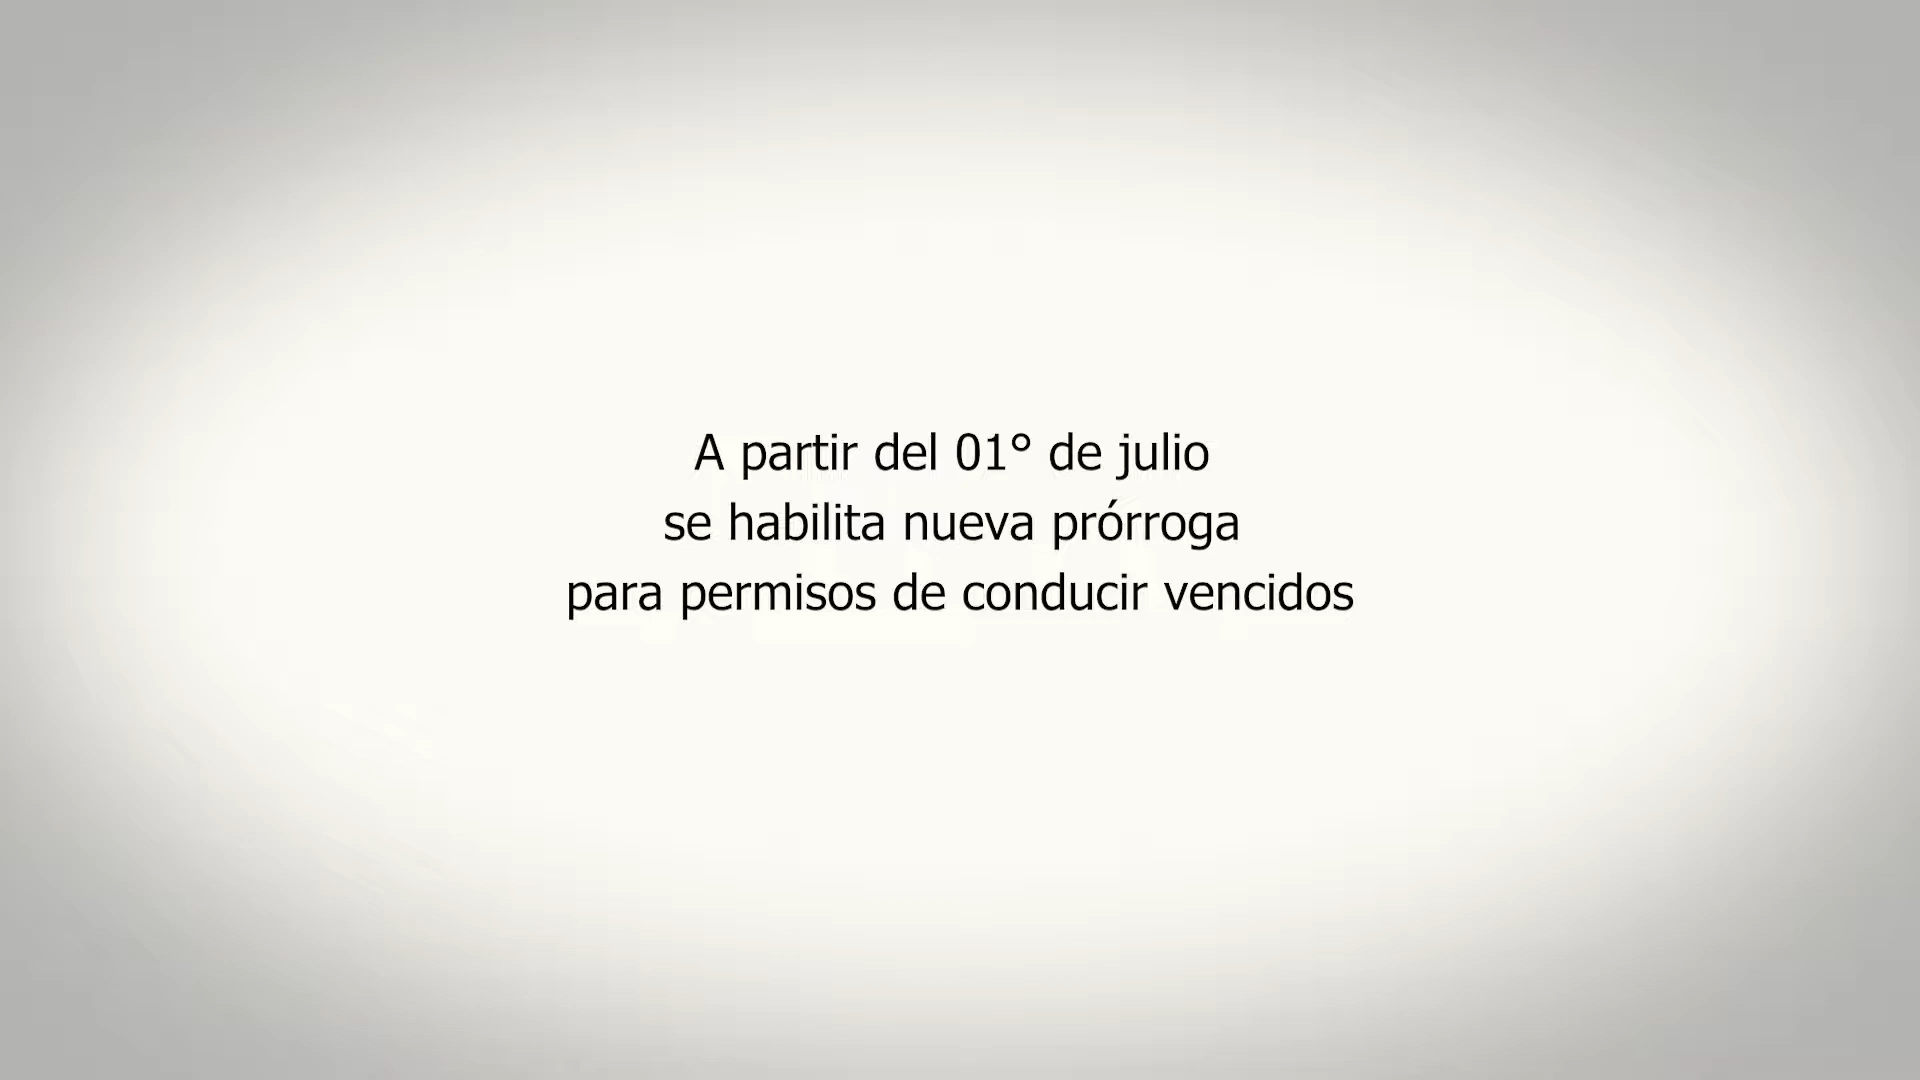 A partir del 01° de julio
se habilita nueva prórroga
para permisos de conducir vencidos